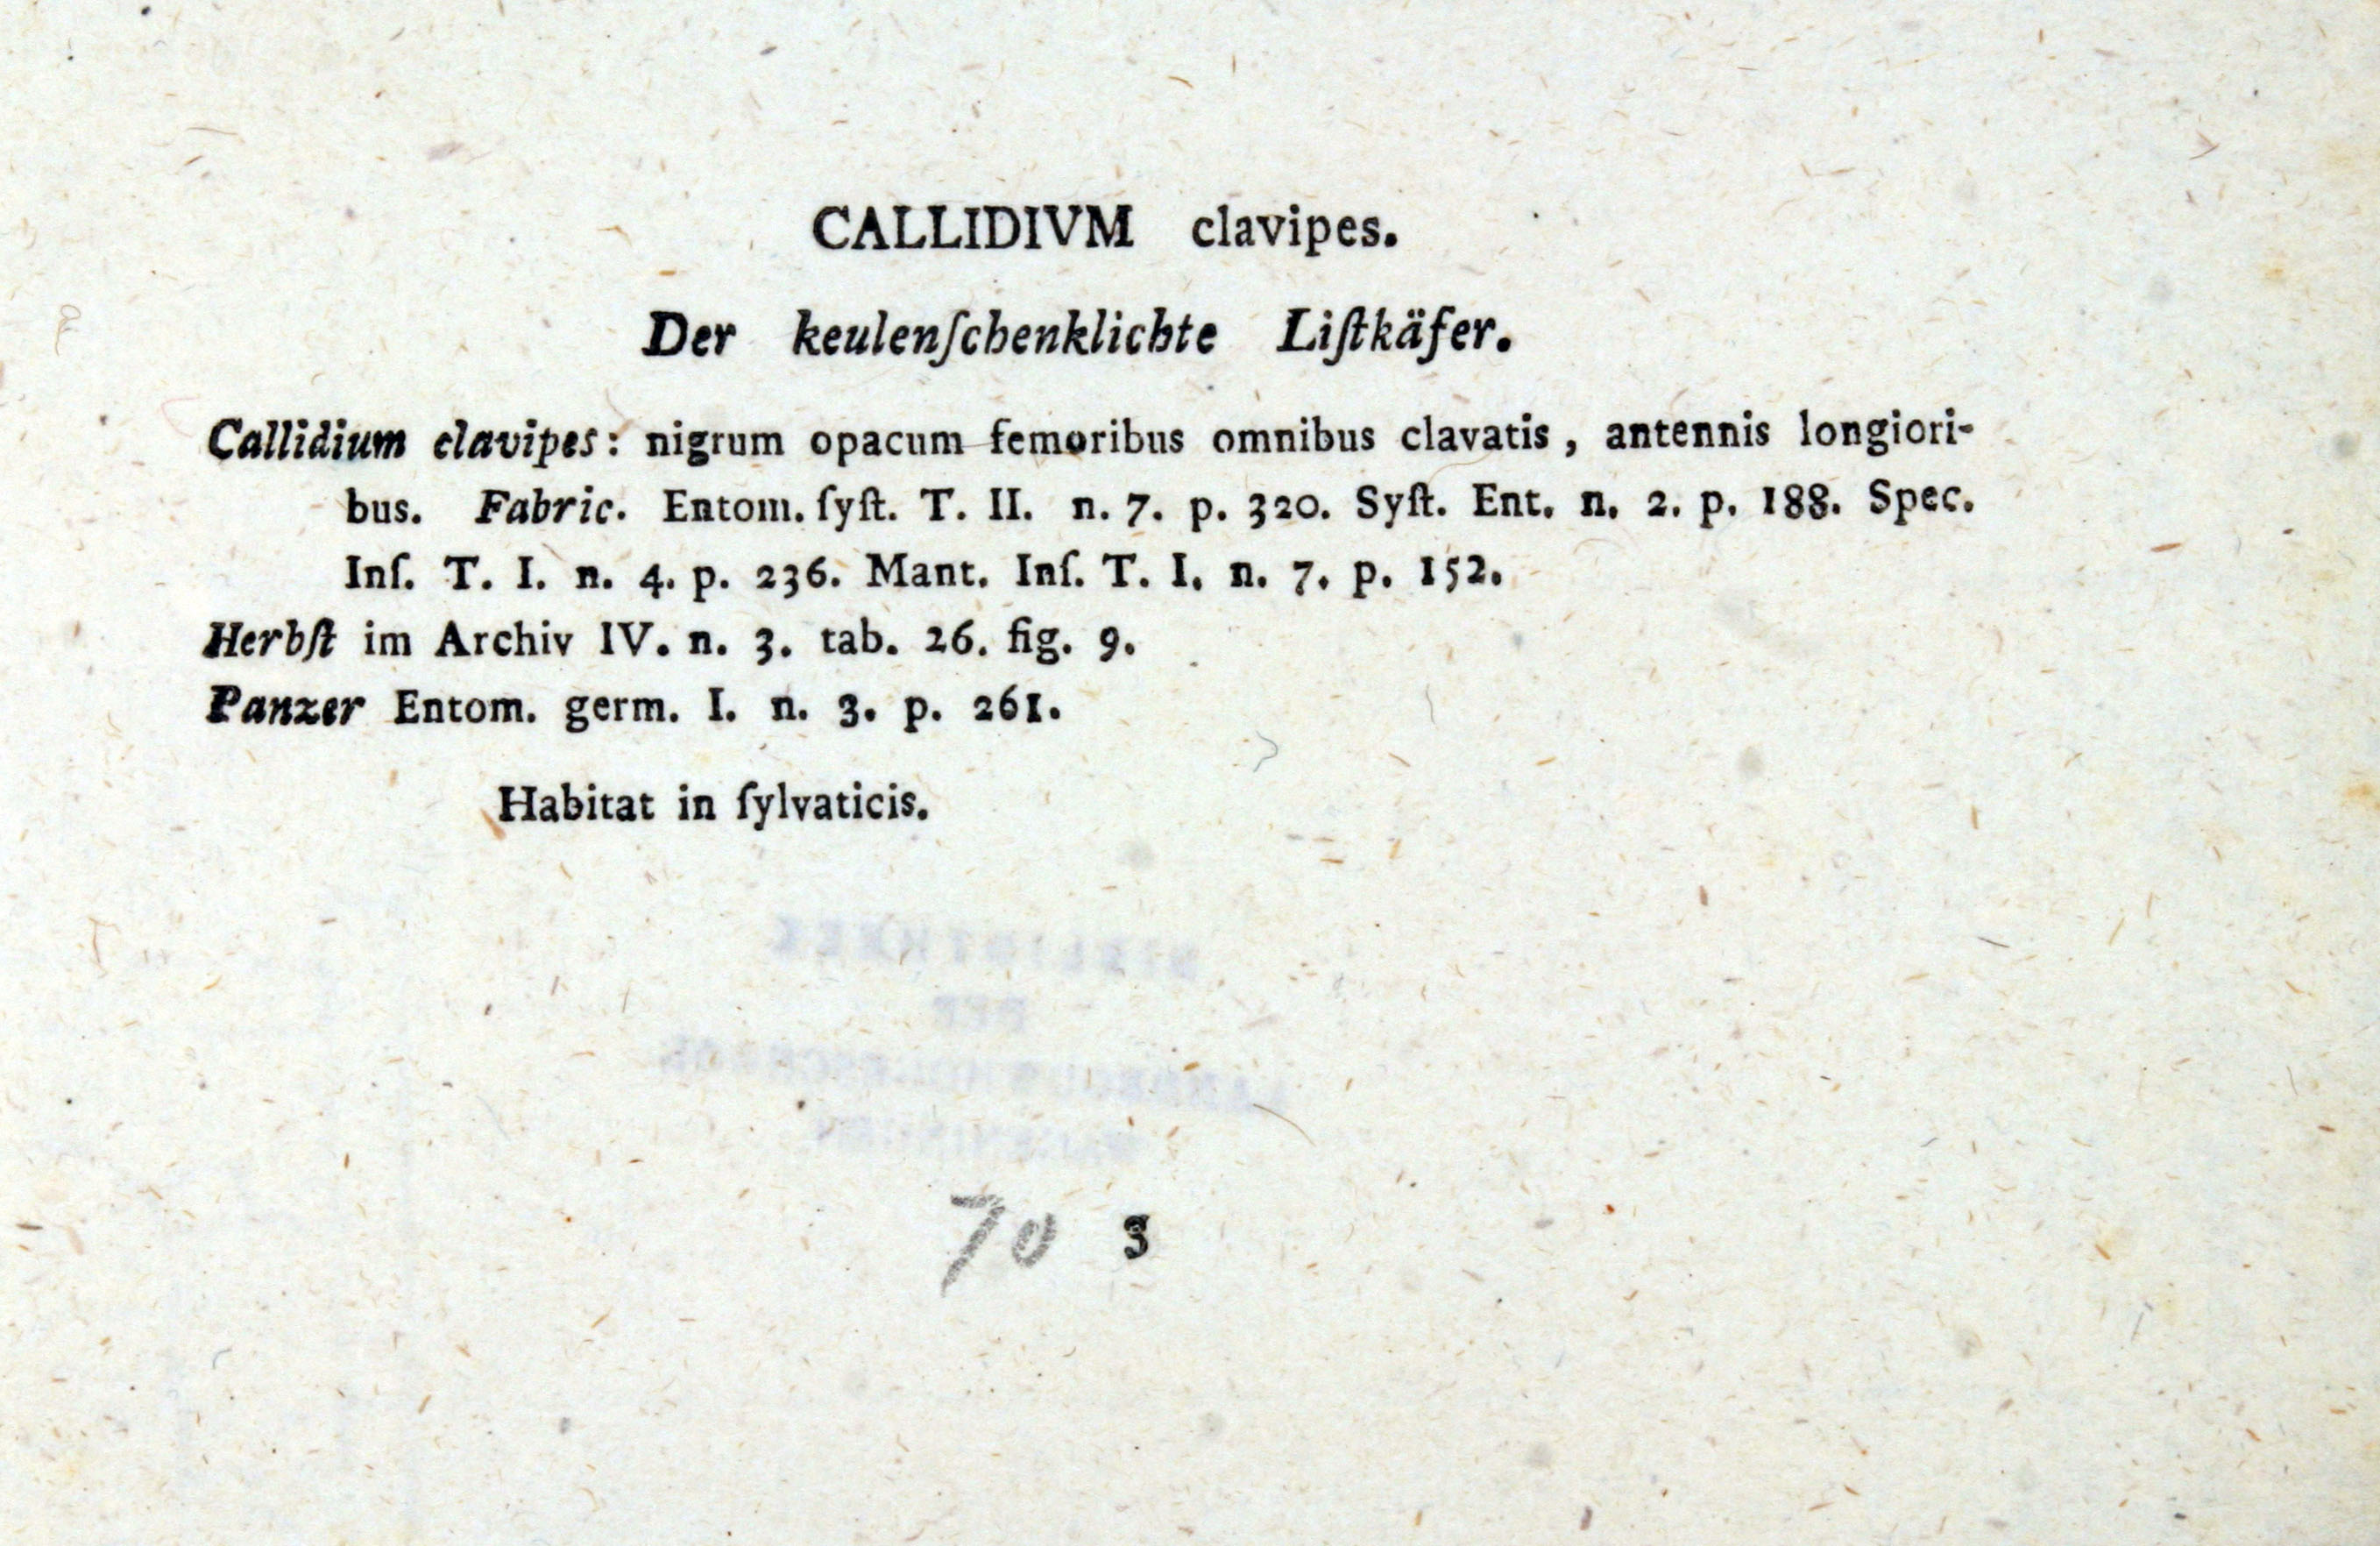 CALLIDIVM clavipes.
Der keulenſchenklichte Liſtkäfer.
Callidium clavipes: nigrum opacum femoribus omnibus clavatis, antennis longiori-
bus. Fabric. Entom. ſyſt. T. II. n. 7. p. 320. Syſt. Ent. n. 2. p. 188. Spec.
Inſ. T. I. n. 4. p. 236. Mant. Inſ. T. I. n. 7. p. 152.
Herbſt im Archiv IV. n. 3. tab. 26. fig. 9.
Panzer Entom. germ. I. n. 3. p. 261.
Habitat in ſylvaticis.
BIBLIOTHEEK
DER
70 3